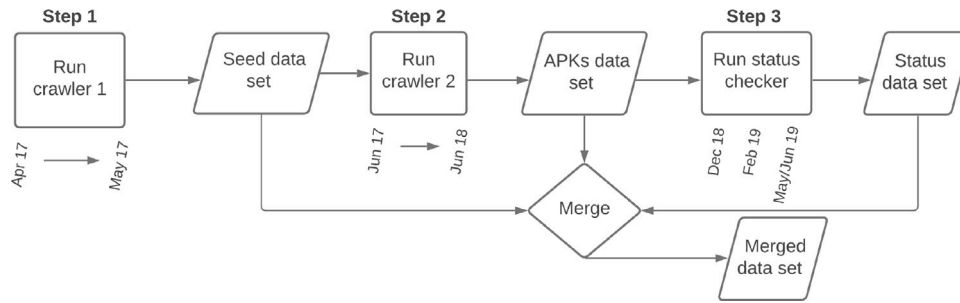 Step 1
Step 2
Step 3
Run
crawler 1
Seed data
set
Run
crawler 2
APKs data
set
Run status
checker
Status
data set
Apr 17
May 17
Jun 17
Jun 18
Dec 18
Feb 19
May/Jun 19
Merge
Merged
data set